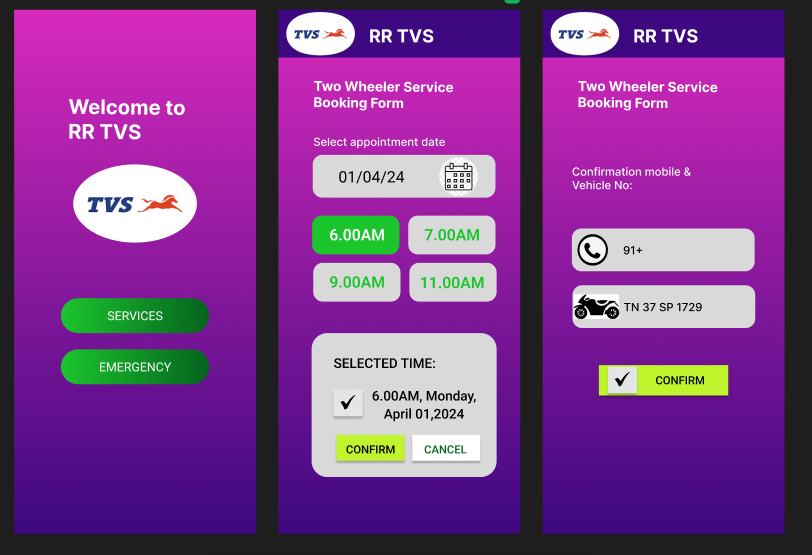 Welcome to
RR TVS
TVS
SERVICES
EMERGENCY
TVS
RR TVS
Two Wheeler Service
Booking Form
Select appointment date
01/04/24
6.00AM
7.00AM
9.00AM
11.00AM
SELECTED TIME:
6.00AM, Monday,
April 01,2024
CONFIRM
CANCEL
TVS
RR TVS
Two Wheeler Service
Booking Form
Confirmation mobile &
Vehicle No:
91+
TN 37 SP 1729
CONFIRM